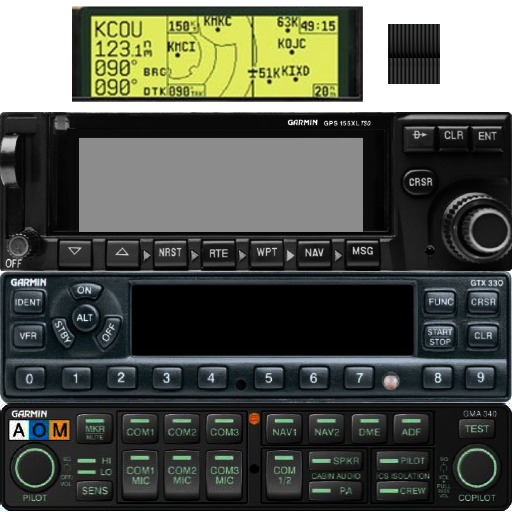 KCOU 150° KMKC 63K 49:15
123.1nm KMCI KOJC
090° BRG 51K KIXD
090° DTK 090° TRK 20nm
GARMIN GPS 155XL TSO
D CLR ENT
CRSR
OFF NRST RTE WPT NAV MSG
GARMIN GTX 330
IDENT ON FUNC CRSR
ALT
VFR STBY OFF START STOP CLR
0 1 2 3 4 5 6 7 8 9
GARMIN GMA 340
A O M MKR MUTE COM1 COM2 COM3 NAV1 NAV2 DME ADF TEST
HI LO COM1 MIC COM2 MIC COM3 MIC COM 1/2 SPKR PILOT
CABIN AUDIO ICS ISOLATION
SENS PA CREW
PILOT COPILOT